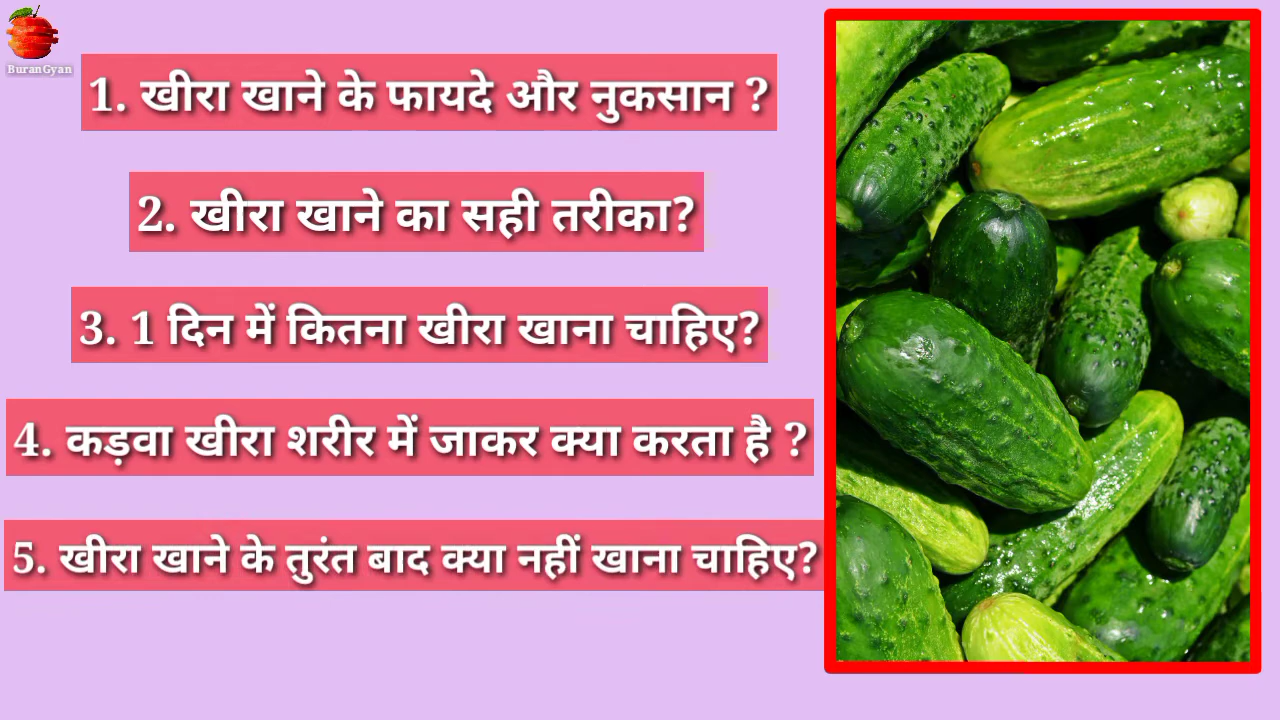 BuranGyan
1. खीरा खाने के फायदे और नुकसान ?
2. खीरा खाने का सही तरीका?
3. 1 दिन में कितना खीरा खाना चाहिए?
4. कड़वा खीरा शरीर में जाकर क्या करता है ?
5. खीरा खाने के तुरंत बाद क्या नहीं खाना चाहिए?